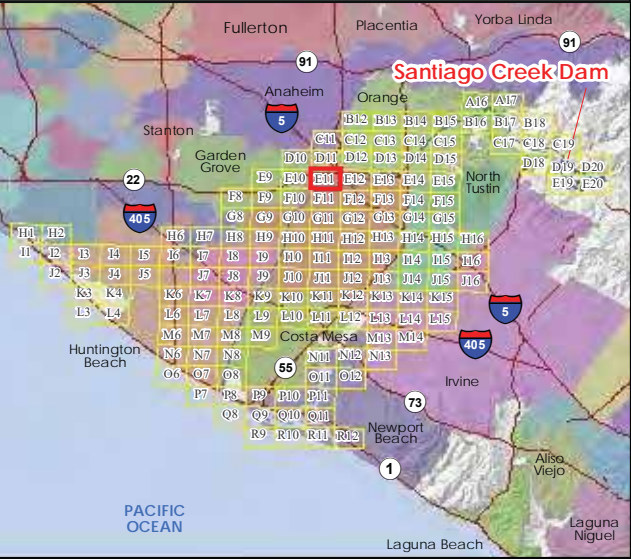 Yorba Linda
Fullerton
Placentia
91
91
Santiago Creek Dam
Anaheim
Orange
A16 A17
5
B12 B13 B14 B15 B16 B17 B18
Stanton
C11 C12 C13 C14 C15 C17 C18 C19
Garden
Grove
D10 D11 D12 D13 D14 D15 D18 D19 D20
22
E9 E10 E11 E12 E13 E14 E15 E19 E20
North
Tustin
405
F8 F9 F10 F11 F12 F13 F14 F15
G8 G9 G10 G11 G12 G13 G14 G15
H1 H2 H6 H7 H8 H9 H10 H11 H12 H13 H14 H15 H16
I1 I2 I3 I4 I5 I6 I7 I8 I9 I10 I11 I12 I13 I14 I15 I16
J2 J3 J4 J5 J7 J8 J9 J10 J11 J12 J13 J14 J15 J16
K3 K4 K6 K7 K8 K9 K10 K11 K12 K13 K14 K15
5
L3 L4 L6 L7 L8 L9 L10 L11 L12 L13 L14 L15
M6 M7 M8 M9 Costa Mesa M13 M14
405
Huntington
Beach
N6 N7 N8 N11 N12 N13
55
O6 O7 O8 O11 O12
Irvine
P7 P8 P9 P10 P11
73
Q8 Q9 Q10 Q11
R9 R10 R11 R12
Newport
Beach
1
Aliso
Viejo
PACIFIC
OCEAN
Laguna
Niguel
Laguna Beach